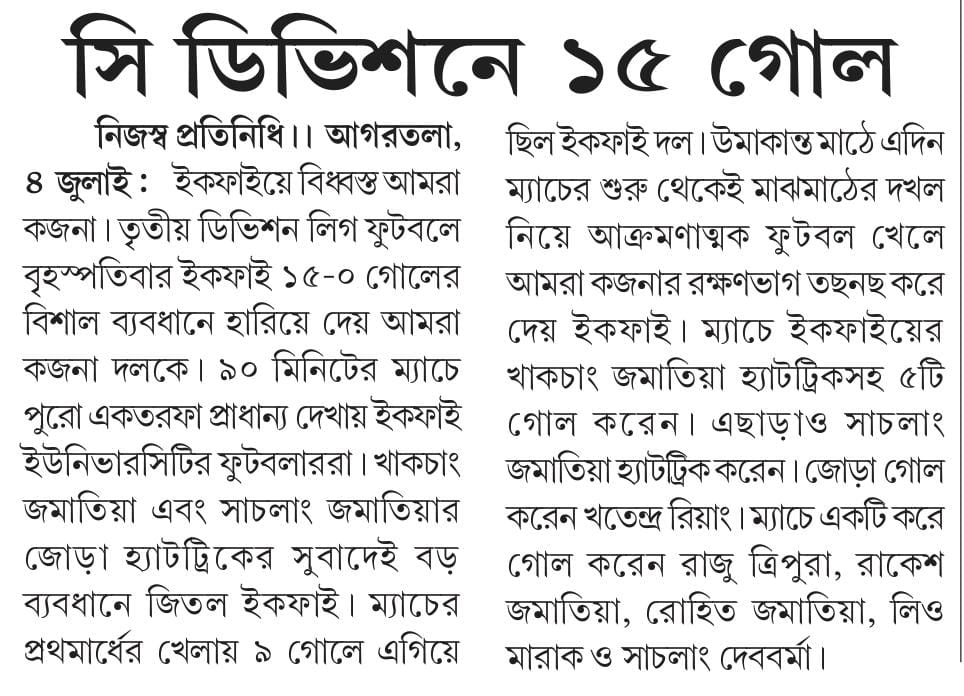 সি ডিভিশনে ১৫ গোল
নিজস্ব প্রতিনিধি।। আগরতলা,
৪ জুলাই : ইকফাইয়ে বিধ্বস্ত আমরা
কজনা। তৃতীয় ডিভিশন লিগ ফুটবলে
বৃহস্পতিবার ইকফাই ১৫-০ গোলের
বিশাল ব্যবধানে হারিয়ে দেয় আমরা
কজনা দলকে। ৯০ মিনিটের ম্যাচে
পুরো একতরফা প্রাধান্য দেখায় ইকফাই
ইউনিভারসিটির ফুটবলাররা। খাকচাং
জমাতিয়া এবং সাচলাং জমাতিয়ার
জোড়া হ্যাটট্রিকের সুবাদেই বড়
ব্যবধানে জিতল ইকফাই। ম্যাচের
প্রথমার্ধের খেলায় ৯ গোলে এগিয়ে
ছিল ইকফাই দল। উমাকান্ত মাঠে এদিন
ম্যাচের শুরু থেকেই মাঝমাঠের দখল
নিয়ে আক্রমণাত্মক ফুটবল খেলে
আমরা কজনার রক্ষণভাগ তছনছ করে
দেয় ইকফাই। ম্যাচে ইকফাইয়ের
খাকচাং জমাতিয়া হ্যাটট্রিকসহ ৫টি
গোল করেন। এছাড়াও সাচলাং
জমাতিয়া হ্যাটট্রিক করেন। জোড়া গোল
করেন খতেন্দ্র রিয়াং। ম্যাচে একটি করে
গোল করেন রাজু ত্রিপুরা, রাকেশ
জমাতিয়া, রোহিত জমাতিয়া, লিও
মারাক ও সাচলাং দেববর্মা।